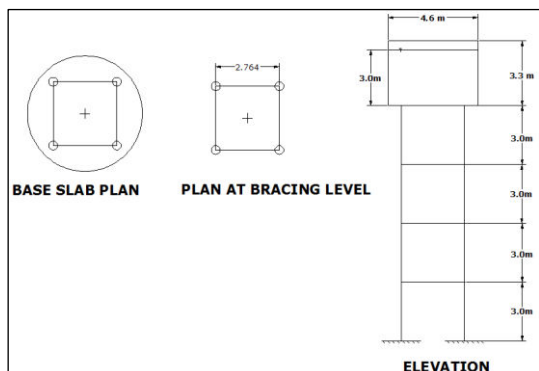 4.6 m
2.764
3.0m
3.3 m
3.0m
BASE SLAB PLAN
PLAN AT BRACING LEVEL
3.0m
3.0m
3.0m
ELEVATION